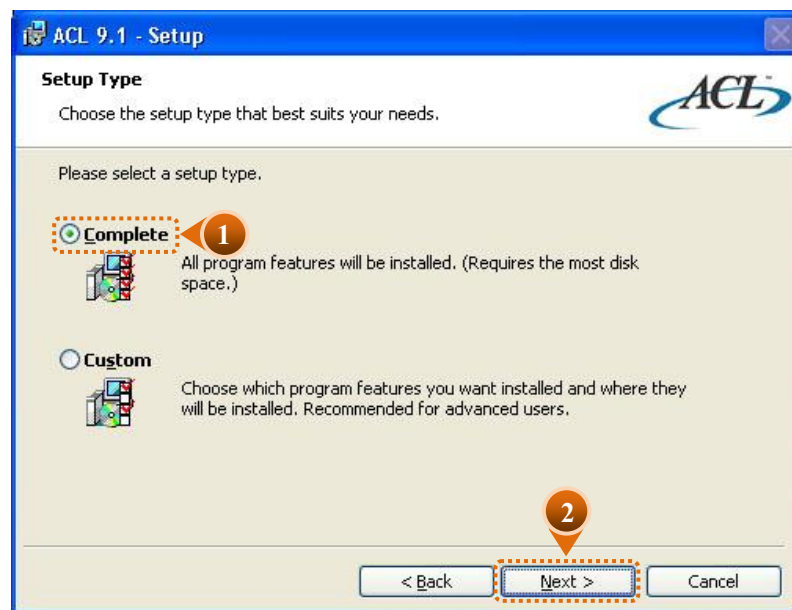 ACL 9.1 - Setup
Setup Type
Choose the setup type that best suits your needs.
ACL
Please select a setup type.
Complete
1
All program features will be installed. (Requires the most disk
space.)
Custom
Choose which program features you want installed and where they
will be installed. Recommended for advanced users.
2
< Back Next > Cancel